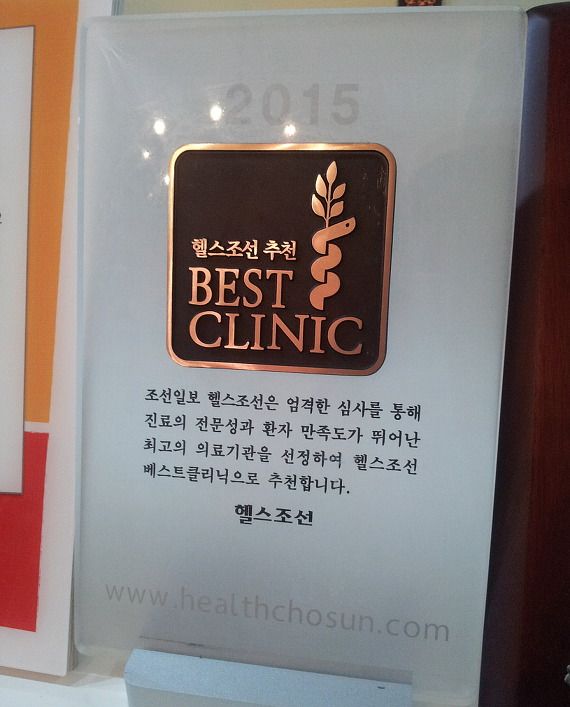 2015
헬스조선 추천
BEST
CLINIC
조선일보 헬스조선은 엄격한 심사를 통해
진료의 전문성과 환자 만족도가 뛰어난
최고의 의료기관을 선정하여 헬스조선
베스트클리닉으로 추천합니다.
헬스조선
www.healthchosun.com